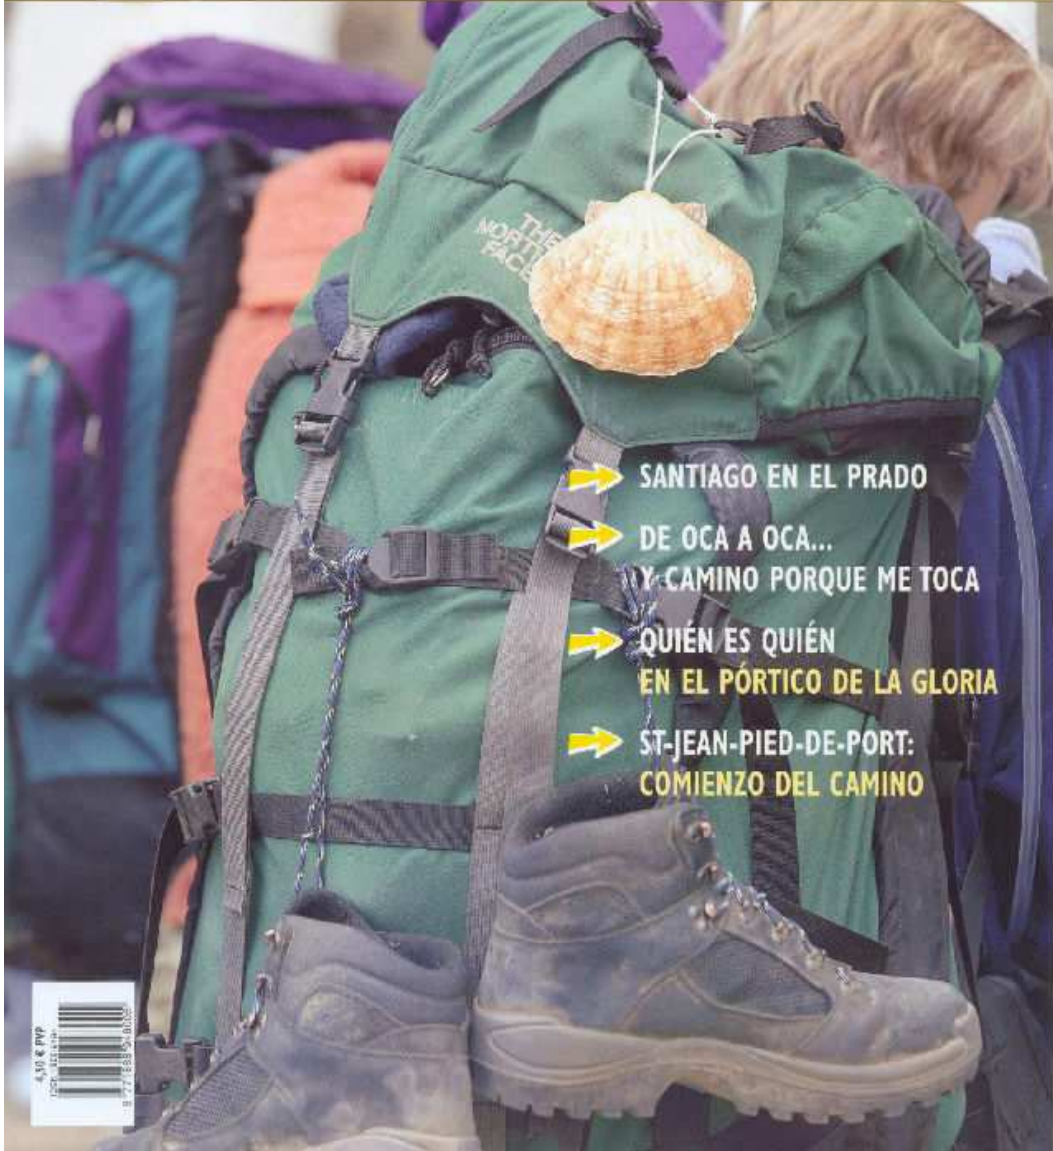 THE
NORTH
FACE
SANTIAGO EN EL PRADO
DE OCA A OCA...
Y CAMINO PORQUE ME TOCA
QUIÉN ES QUIÉN
EN EL PÓRTICO DE LA GLORIA
ST-JEAN-PIED-DE-PORT:
COMIENZO DEL CAMINO
4,50 € PVP